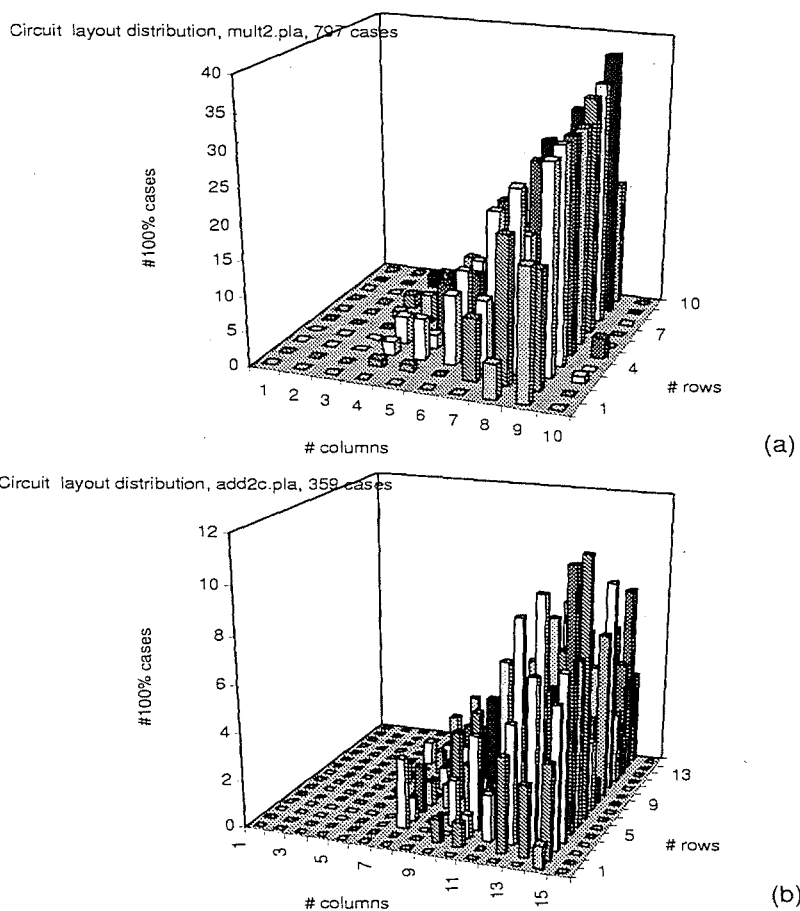 Circuit layout distribution, mult2.pla, 797 cases
40
35
30
25
20
15
10
5
0
#100% cases
1 2 3 4 5 6 7 8 9 10
# columns
1 4 7 10
# rows
(a)
Circuit layout distribution, add2c.pla, 359 cases
12
10
8
6
4
2
0
#100% cases
1 3 5 7 9 11 13 15
# columns
1 5 9 13
# rows
(b)